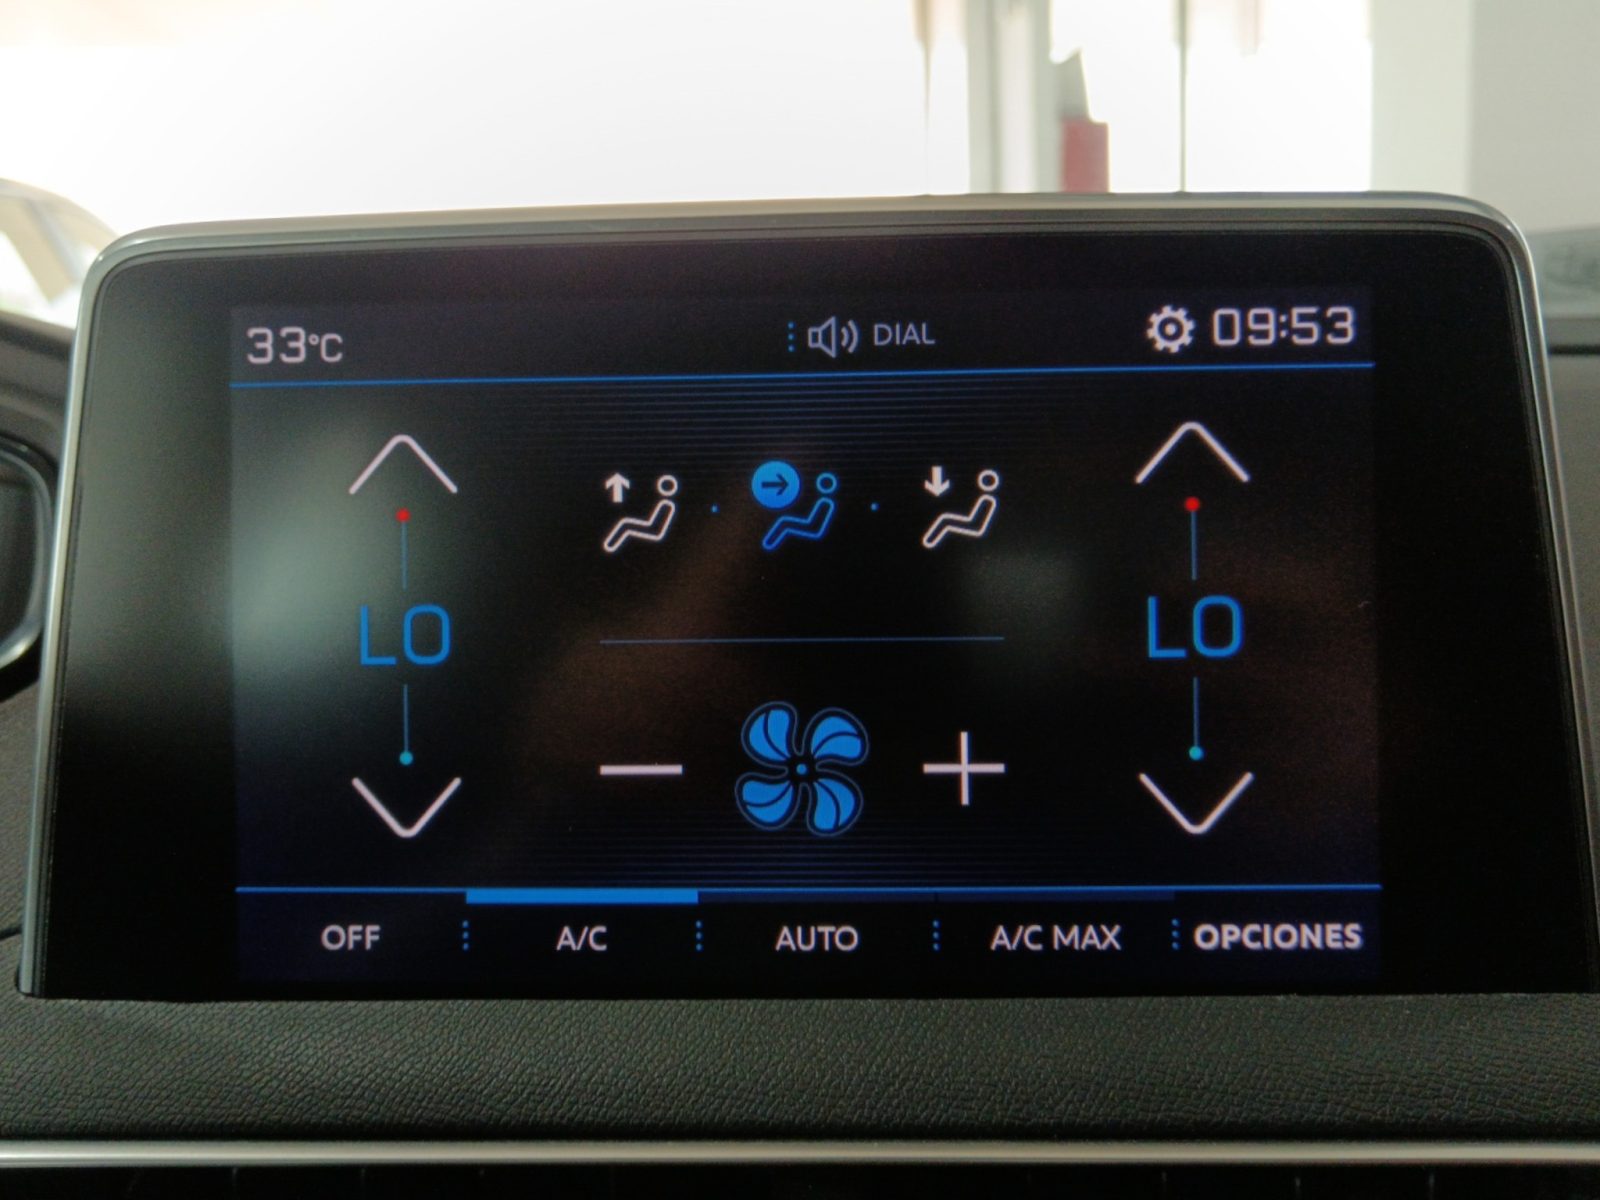 33°C DIAL 09:53
LO LO
OFF A/C AUTO A/C MAX OPCIONES